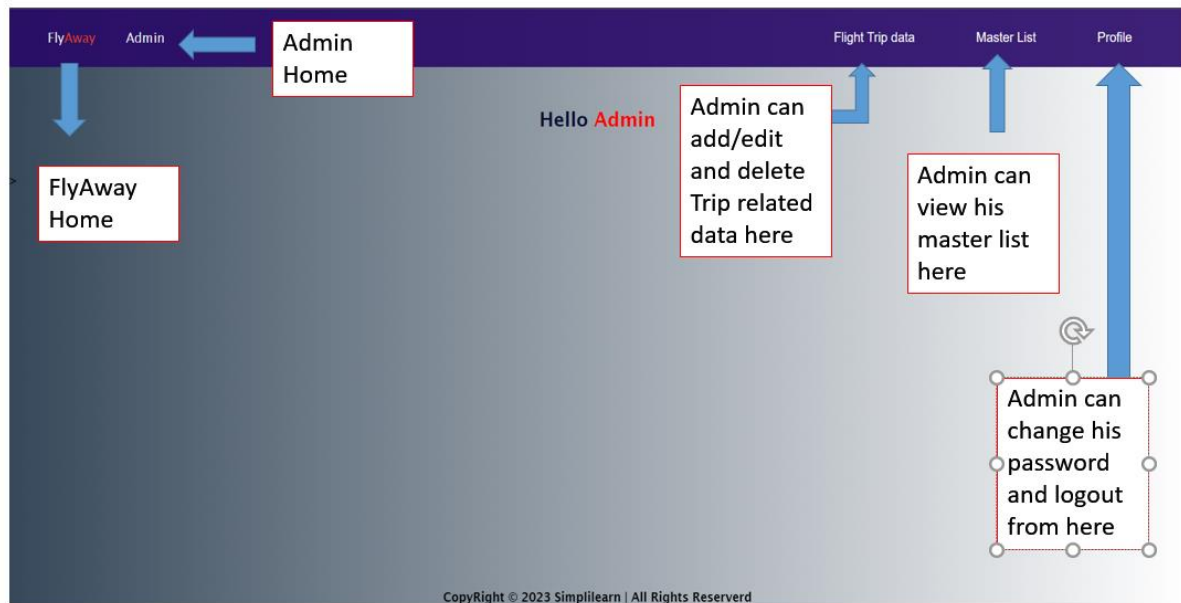 FlyAway Admin Flight Trip data Master List Profile
Admin
Home
Hello Admin
Admin can
add/edit
and delete
Trip related
data here
FlyAway
Home
Admin can
view his
master list
here
>
Admin can
change his
password
and logout
from here
CopyRight © 2023 Simplilearn | All Rights Reserverd